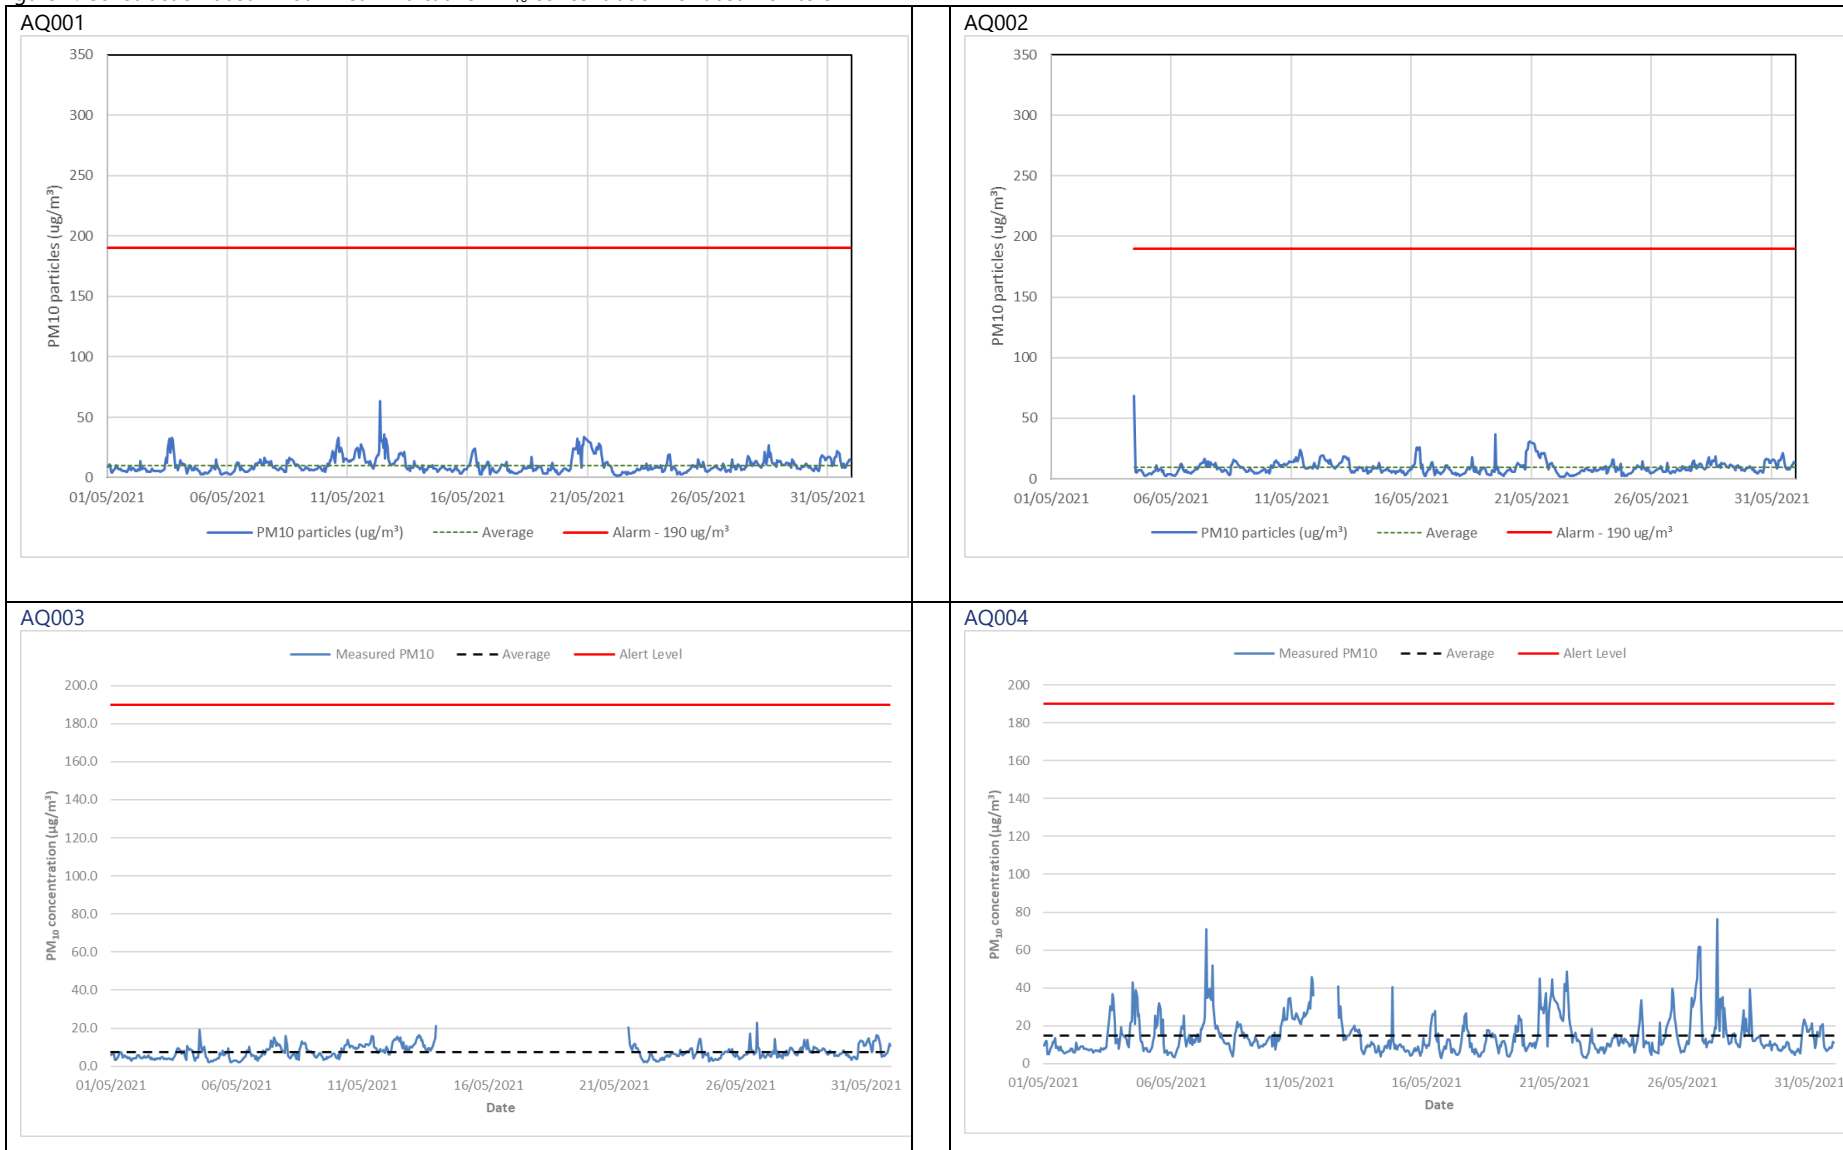 AQ001
350
300
250
200
150
100
50
0
PM10 particles (ug/m³)
01/05/2021 06/05/2021 11/05/2021 16/05/2021 21/05/2021 26/05/2021 31/05/2021
PM10 particles (ug/m³) Average Alarm - 190 ug/m³
AQ002
350
300
250
200
150
100
50
0
PM10 particles (ug/m³)
01/05/2021 06/05/2021 11/05/2021 16/05/2021 21/05/2021 26/05/2021 31/05/2021
PM10 particles (ug/m³) Average Alarm - 190 ug/m³
AQ003
Measured PM10 Average Alert Level
200.0
180.0
160.0
140.0
120.0
100.0
80.0
60.0
40.0
20.0
0.0
PM₁₀ concentration (µg/m³)
01/05/2021 06/05/2021 11/05/2021 16/05/2021 21/05/2021 26/05/2021 31/05/2021
Date
AQ004
Measured PM10 Average Alert Level
200
180
160
140
120
100
80
60
40
20
0
PM₁₀ concentration (µg/m³)
01/05/2021 06/05/2021 11/05/2021 16/05/2021 21/05/2021 26/05/2021 31/05/2021
Date